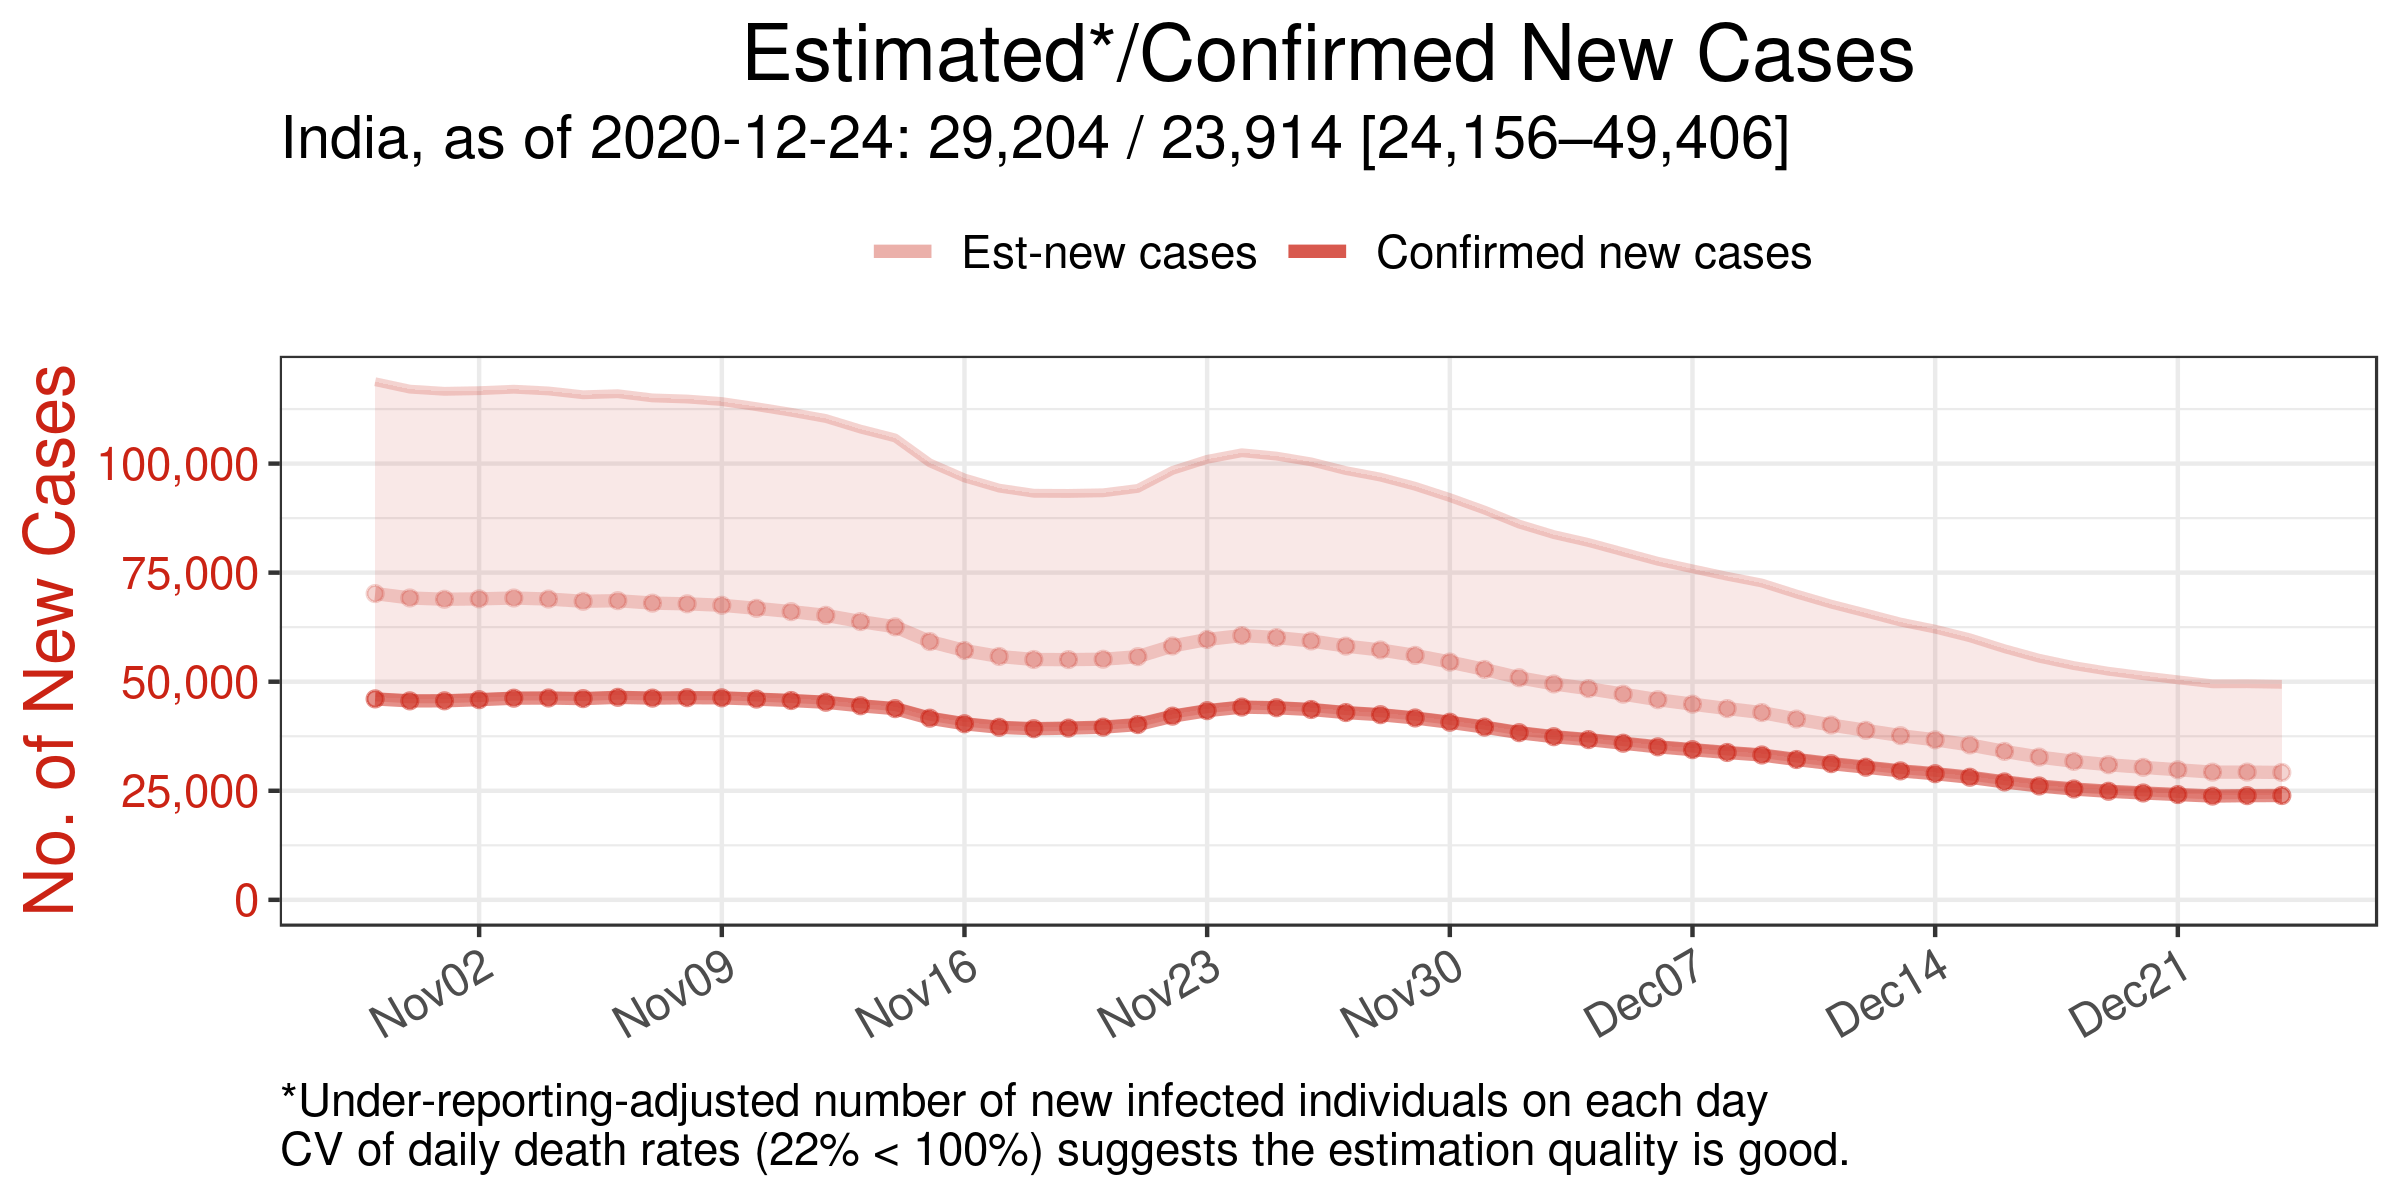 Estimated*/Confirmed New Cases
India, as of 2020-12-24: 29,204 / 23,914 [24,156–49,406]
Est-new cases Confirmed new cases
No. of New Cases
100,000
75,000
50,000
25,000
0
Nov02 Nov09 Nov16 Nov23 Nov30 Dec07 Dec14 Dec21
*Under-reporting-adjusted number of new infected individuals on each day
CV of daily death rates (22% < 100%) suggests the estimation quality is good.